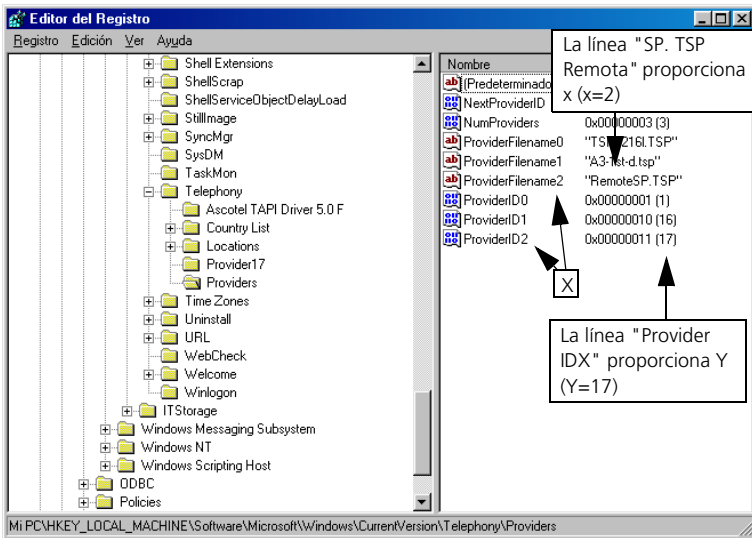 Editor del Registro
Registro Edición Ver Ayuda
Shell Extensions
ShellScrap
ShellServiceObjectDelayLoad
StillImage
SyncMgr
SysDM
TaskMon
Telephony
Ascotel TAPI Driver 5.0 F
Country List
Locations
Provider17
Providers
Time Zones
Uninstall
URL
WebCheck
Welcome
Winlogon
ITStorage
Windows Messaging Subsystem
Windows NT
Windows Scripting Host
ODBC
Policies
Nombre
(Predeterminado
NextProviderID
NumProviders 0x00000003 (3)
ProviderFilename0
ProviderFilename1
ProviderFilename2 "RemoteSP.TSP"
ProviderID0 0x00000001 (1)
ProviderID1 0x00000010 (16)
ProviderID2 0x00000011 (17)
La línea "SP. TSP
Remota" proporciona
x (x=2)
X
La línea "Provider
IDX" proporciona Y
(Y=17)
Mi PC\HKEY_LOCAL_MACHINE\Software\Microsoft\Windows\CurrentVersion\Telephony\Providers